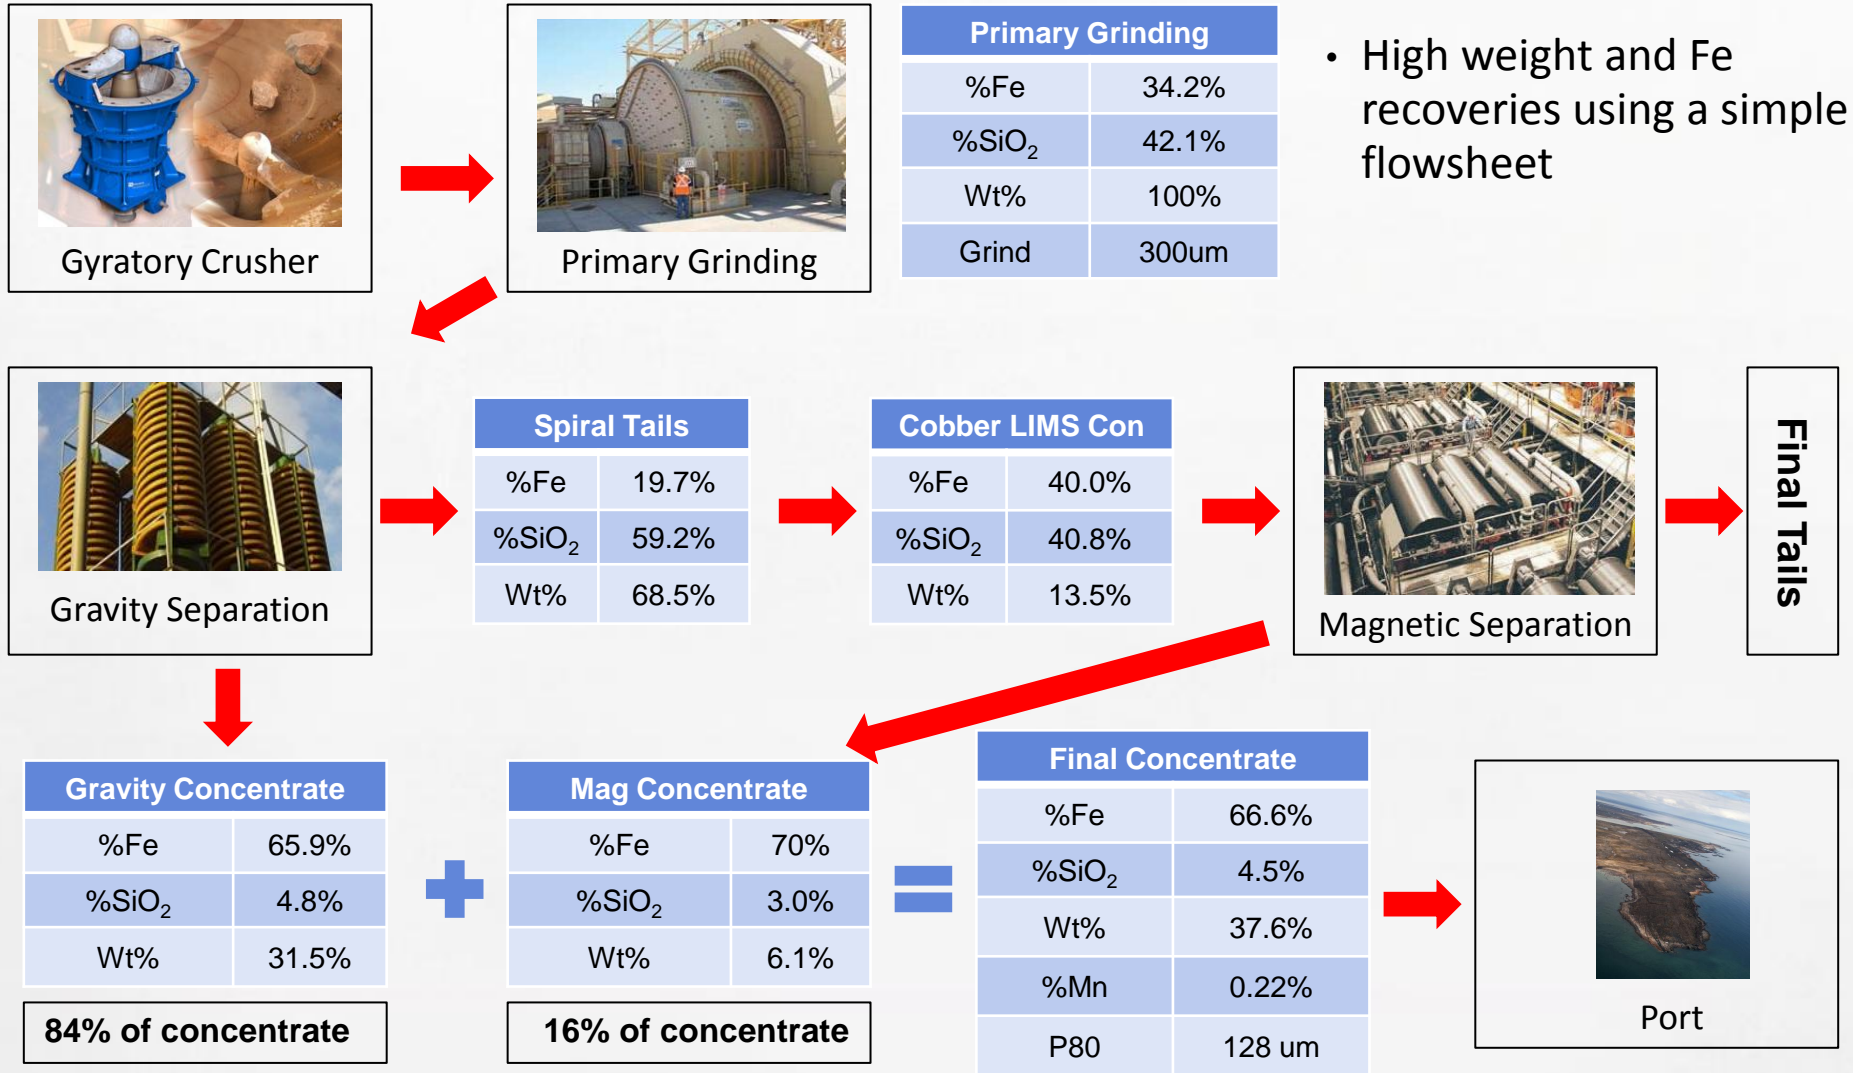 Gyratory Crusher
Primary Grinding
Primary Grinding
%Fe 34.2%
%SiO₂ 42.1%
Wt% 100%
Grind 300um
• High weight and Fe
recoveries using a simple
flowsheet
Gravity Separation
Spiral Tails
%Fe 19.7%
%SiO₂ 59.2%
Wt% 68.5%
Cobber LIMS Con
%Fe 40.0%
%SiO₂ 40.8%
Wt% 13.5%
Magnetic Separation
Final Tails
Gravity Concentrate
%Fe 65.9%
%SiO₂ 4.8%
Wt% 31.5%
84% of concentrate
Mag Concentrate
%Fe 70%
%SiO₂ 3.0%
Wt% 6.1%
16% of concentrate
Final Concentrate
%Fe 66.6%
%SiO₂ 4.5%
Wt% 37.6%
%Mn 0.22%
P80 128 um
Port